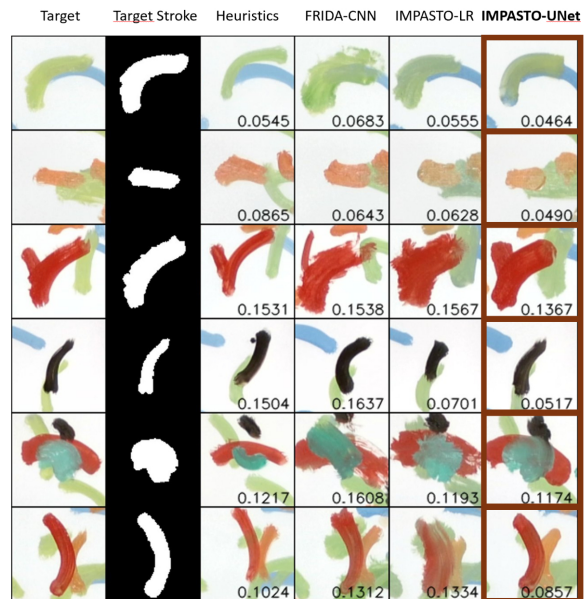 Target Target Stroke Heuristics FRIDA-CNN IMPASTO-LR IMPASTO-UNet
0.0545 0.0683 0.0555 0.0464
0.0865 0.0643 0.0628 0.0490
0.1531 0.1538 0.1567 0.1367
0.1504 0.1637 0.0701 0.0517
0.1217 0.1608 0.1193 0.1174
0.1024 0.1312 0.1334 0.0857